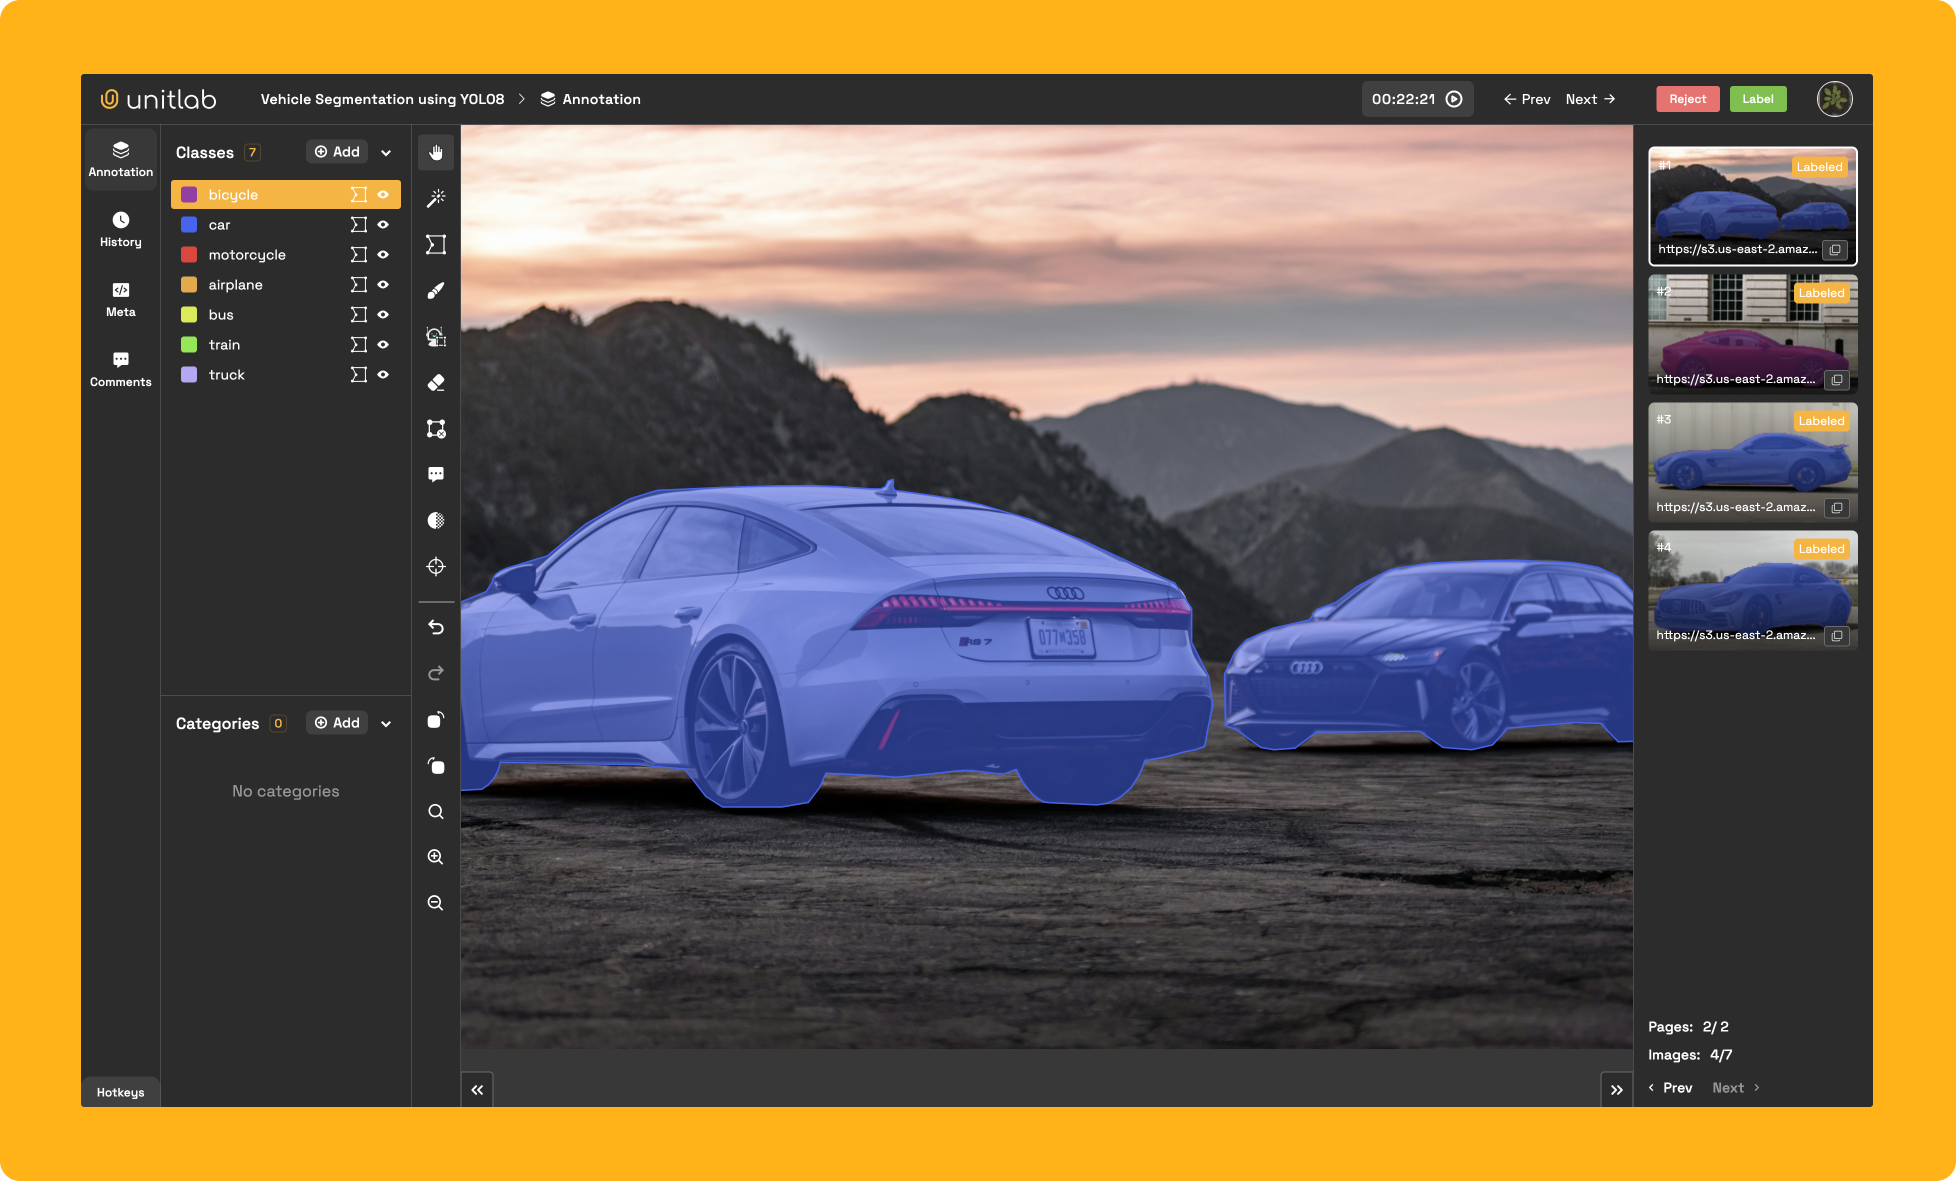 unitlab
Vehicle Segmentation using YOLO8 > Annotation
00:22:21
← Prev Next →
Reject
Label
Annotation
History
Meta
Comments
Hotkeys
Classes 7
Add
bicycle
car
motorcycle
airplane
bus
train
truck
Categories 0
Add
No categories
RS 7
#1
Labeled
https://s3.us-east-2.amaz...
#2
Labeled
https://s3.us-east-2.amaz...
#3
Labeled
https://s3.us-east-2.amaz...
#4
Labeled
https://s3.us-east-2.amaz...
Pages: 2/ 2
Images: 4/7
‹ Prev Next ›